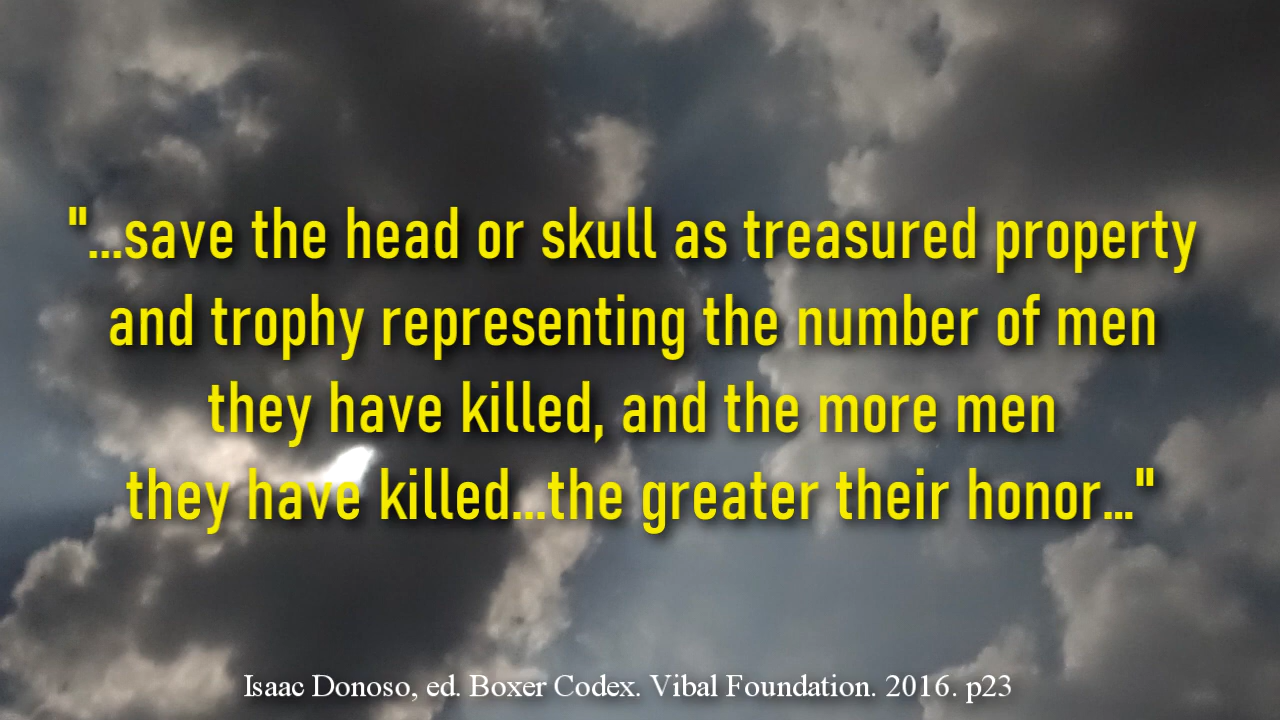 "...save the head or skull as treasured property
and trophy representing the number of men
they have killed, and the more men
they have killed...the greater their honor..."
Isaac Donoso, ed. Boxer Codex. Vibal Foundation. 2016. p23